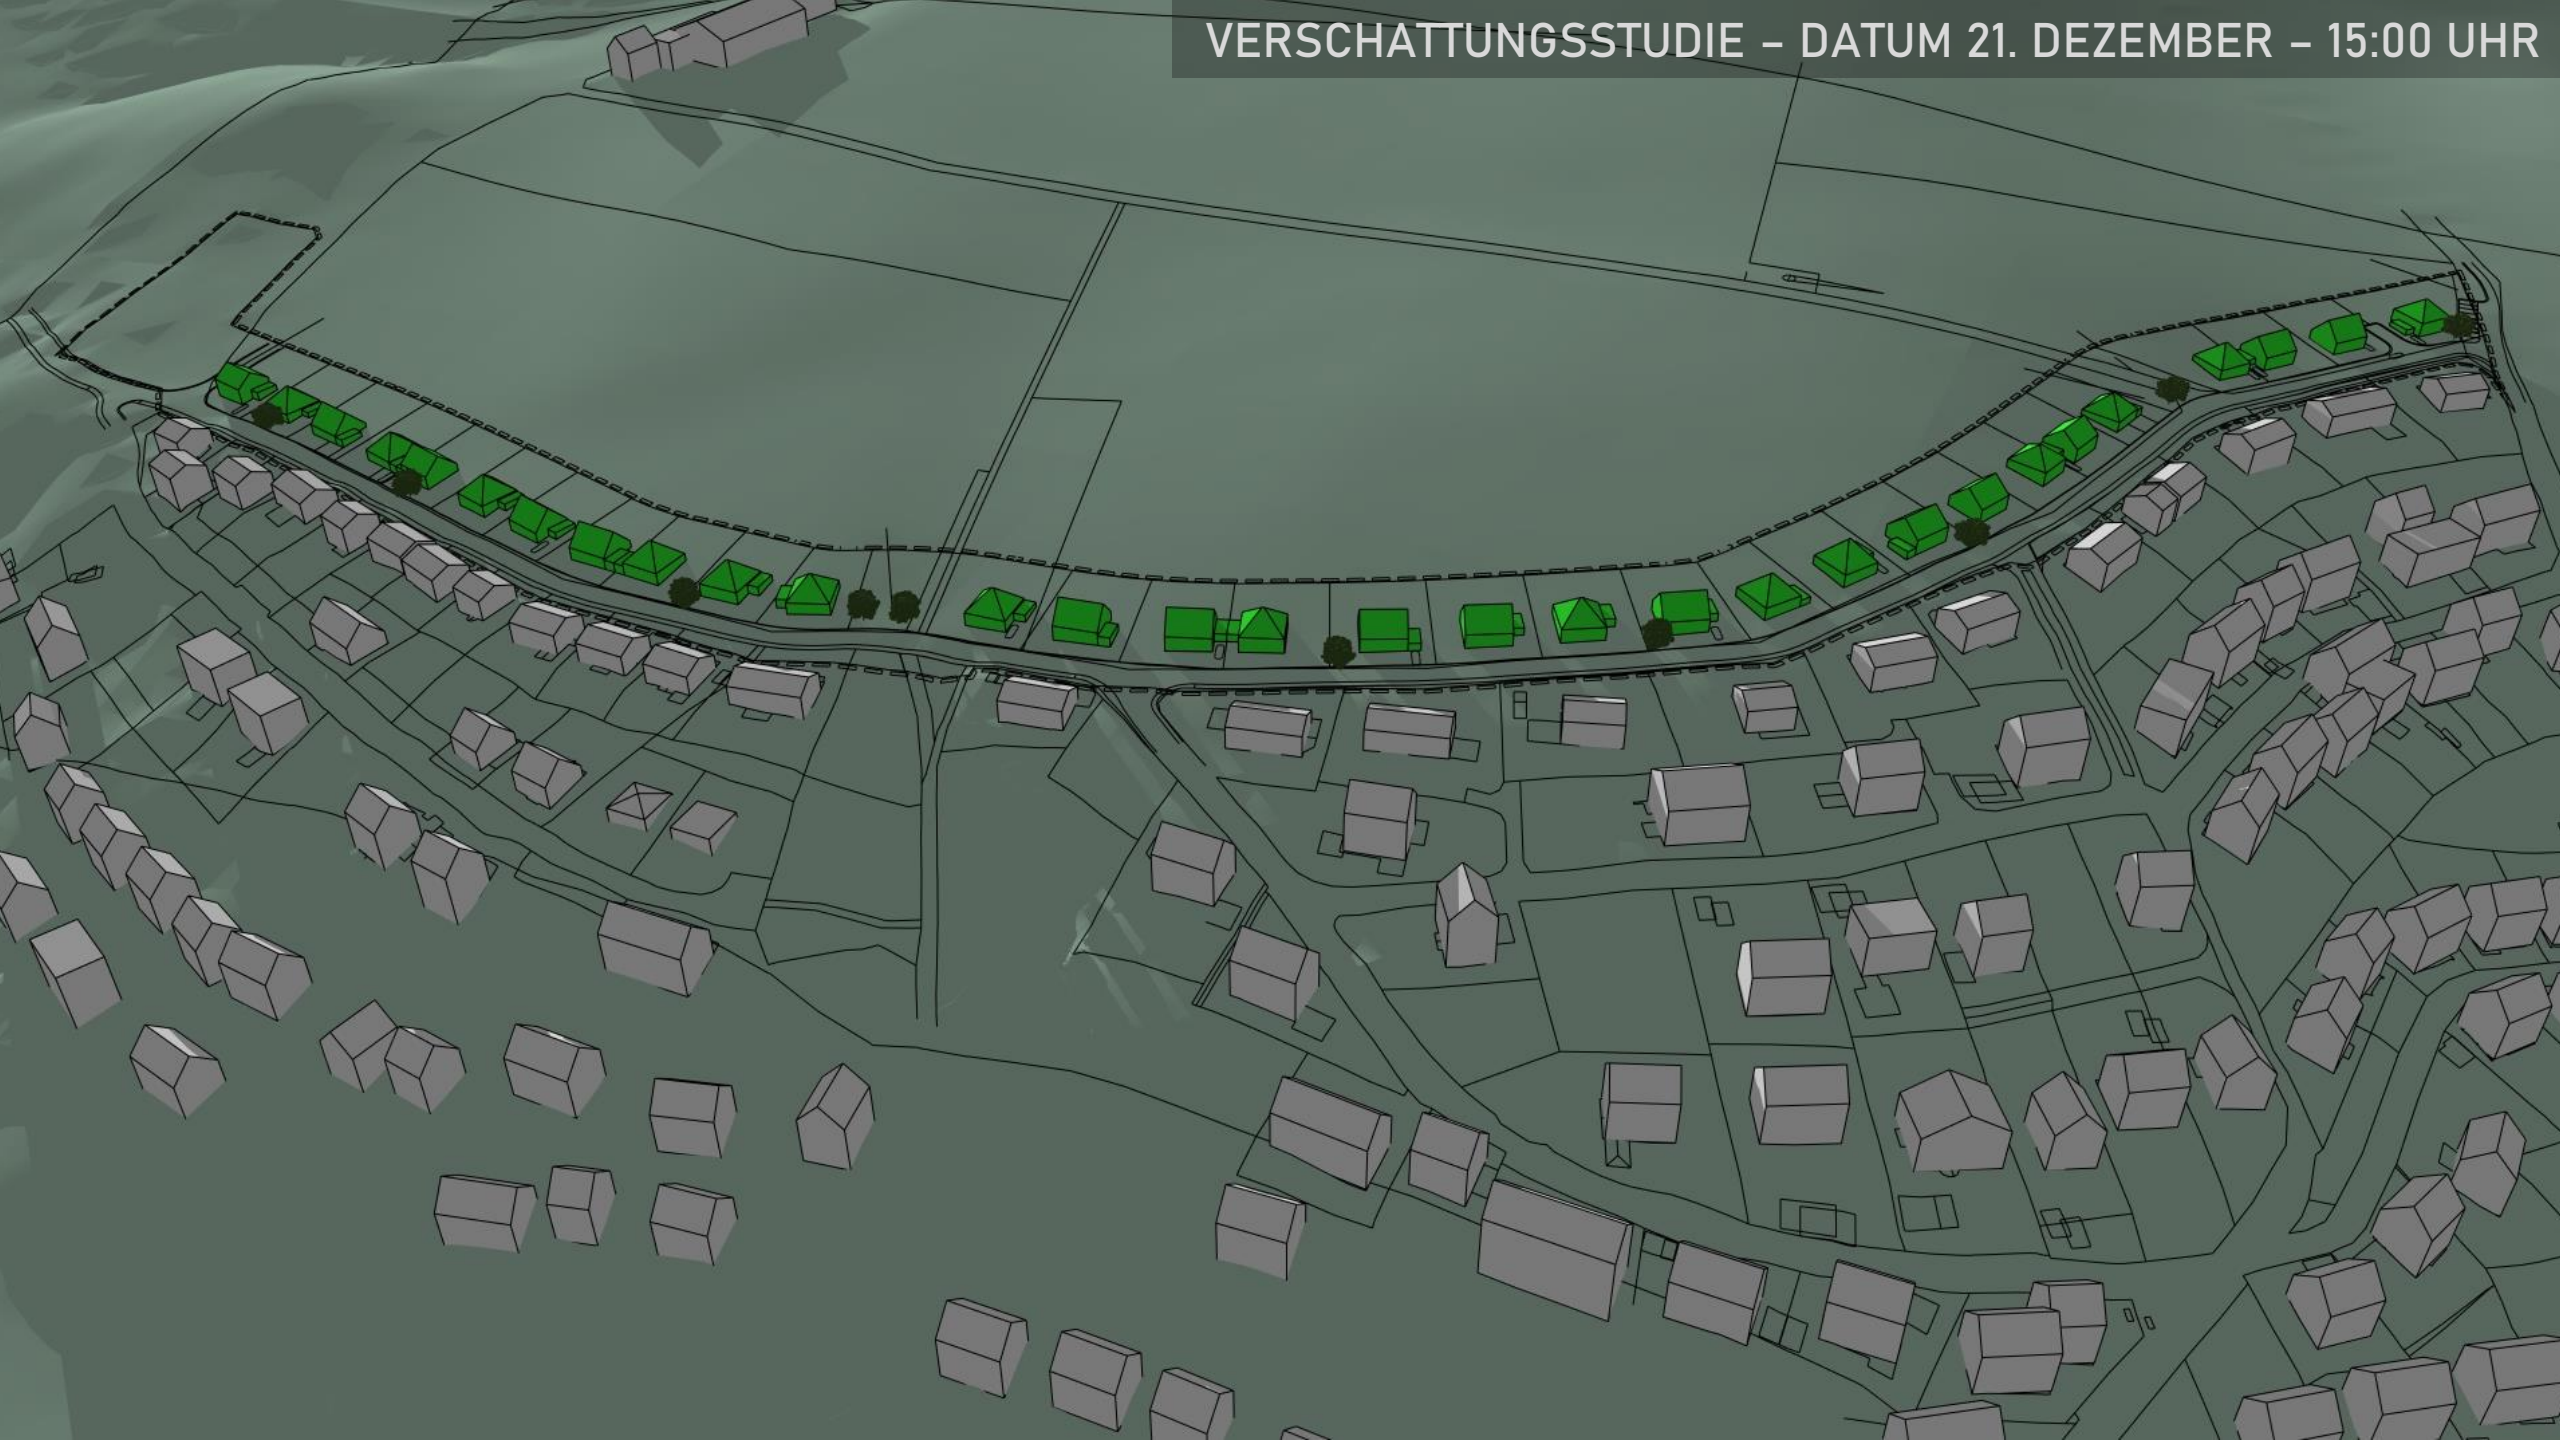 VERSCHATTUNGSSTUDIE – DATUM 21. DEZEMBER – 15:00 UHR